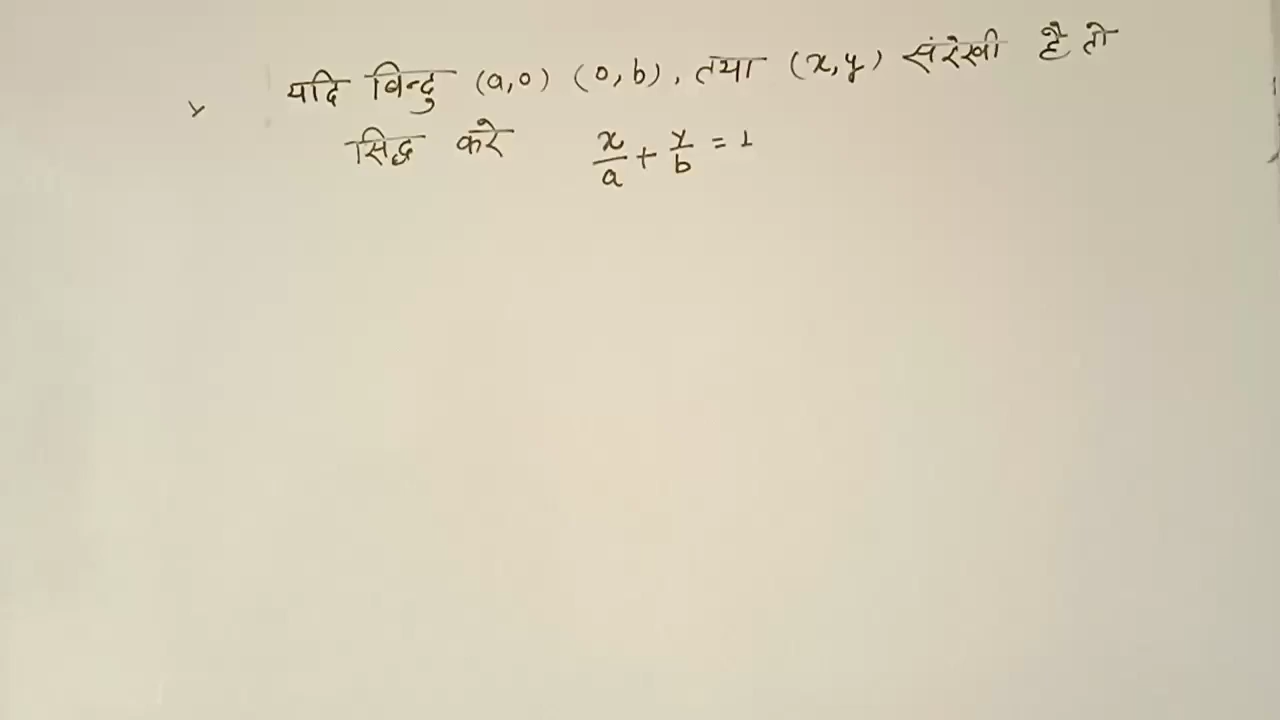 यदि बिन्दु (a,0) (0,b), तथा (x,y) संरेखी है तो
सिद्ध करे x/a + y/b = 1